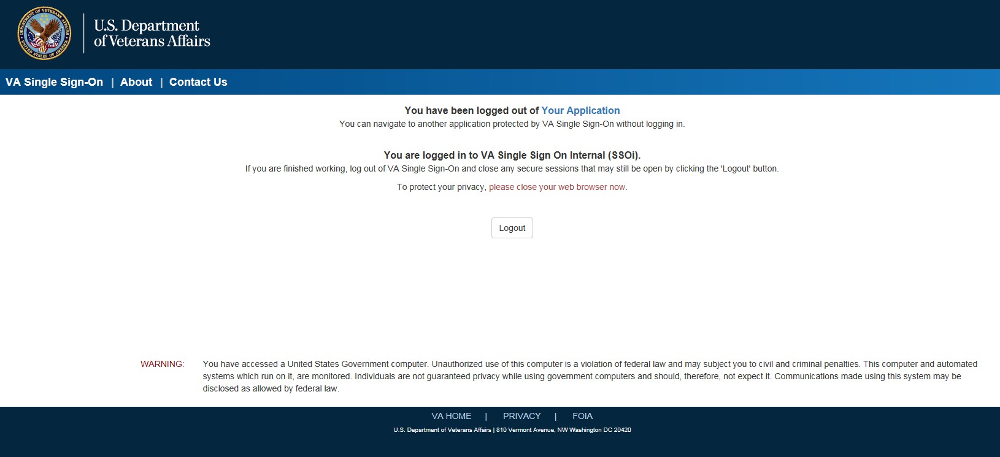 U.S. Department
of Veterans Affairs
VA Single Sign-On | About | Contact Us
You have been logged out of Your Application
You can navigate to another application protected by VA Single Sign-On without logging in.
You are logged in to VA Single Sign On Internal (SSOi).
If you are finished working, log out of VA Single Sign-On and close any secure sessions that may still be open by clicking the 'Logout' button.
To protect your privacy, please close your web browser now.
Logout
WARNING: You have accessed a United States Government computer. Unauthorized use of this computer is a violation of federal law and may subject you to civil and criminal penalties. This computer and automated
systems which run on it, are monitored. Individuals are not guaranteed privacy while using government computers and should, therefore, not expect it. Communications made using this system may be
disclosed as allowed by federal law.
VA HOME | PRIVACY | FOIA
U.S. Department of Veterans Affairs | 810 Vermont Avenue, NW Washington DC 20420
DEPARTMENT OF VETERANS AFFAIRS
UNITED STATES OF AMERICA